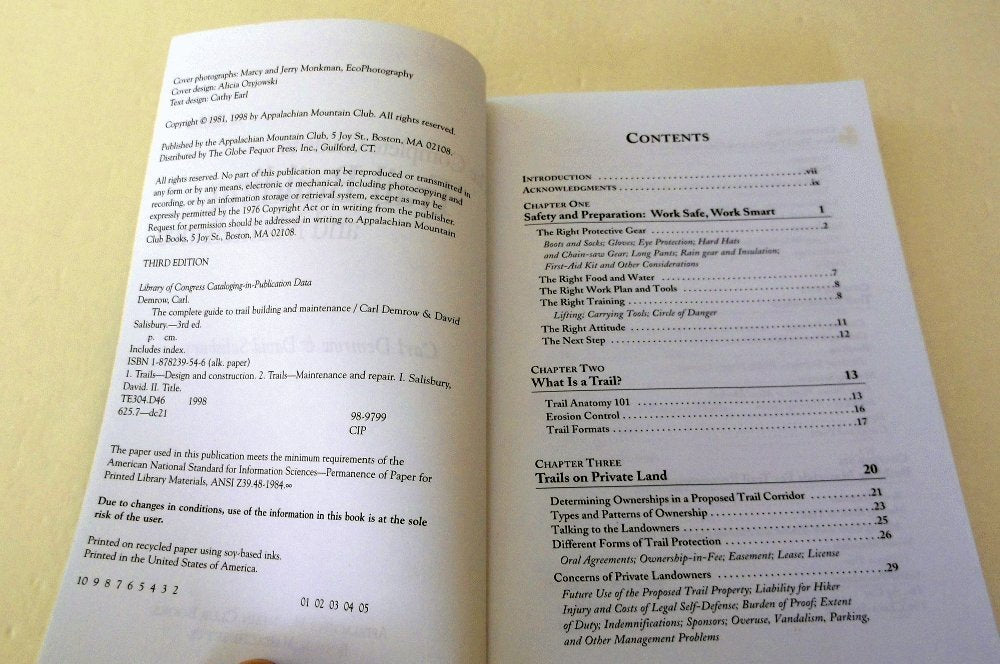 Cover photographs: Marcy and Jerry Monkman, EcoPhotography
Cover design: Alicia Ozyjowski
Text design: Cathy Earl
Copyright © 1981, 1998 by Appalachian Mountain Club. All rights reserved.
Published by the Appalachian Mountain Club, 5 Joy St., Boston, MA 02108.
Distributed by The Globe Pequot Press, Inc., Guilford, CT.
All rights reserved. No part of this publication may be reproduced or transmitted in
any form or by any means, electronic or mechanical, including photocopying and
recording, or by an information storage or retrieval system, except as may be
expressly permitted by the 1976 Copyright Act or in writing from the publisher.
Request for permission should be addressed in writing to Appalachian Mountain
Club Books, 5 Joy St., Boston, MA 02108.
THIRD EDITION
Library of Congress Cataloging-in-Publication Data
Demrow, Carl.
The complete guide to trail building and maintenance / Carl Demrow & David
Salisbury.—3rd ed.
p. cm.
Includes index.
ISBN 1-878239-54-6 (alk. paper)
1. Trails—Design and construction. 2. Trails—Maintenance and repair. I. Salisbury,
David. II. Title.
TE304.D46 1998
625.7—dc21 98-9799
CIP
The paper used in this publication meets the minimum requirements of the
American National Standard for Information Sciences—Permanence of Paper for
Printed Library Materials, ANSI Z39.48-1984.∞
Due to changes in conditions, use of the information in this book is at the sole
risk of the user.
Printed on recycled paper using soy-based inks.
Printed in the United States of America.
10 9 8 7 6 5 4 3 2 01 02 03 04 05
CONTENTS
INTRODUCTION ........ vii
ACKNOWLEDGMENTS ........ ix
CHAPTER ONE
Safety and Preparation: Work Safe, Work Smart 1
The Right Protective Gear ........ 2
Boots and Socks; Gloves; Eye Protection; Hard Hats
and Chain-saw Gear; Long Pants; Rain gear and Insulation;
First-Aid Kit and Other Considerations
The Right Food and Water ........ 7
The Right Work Plan and Tools ........ 8
The Right Training ........ 8
Lifting; Carrying Tools; Circle of Danger
The Right Attitude ........ 11
The Next Step ........ 12
CHAPTER TWO
What Is a Trail? 13
Trail Anatomy 101 ........ 13
Erosion Control ........ 16
Trail Formats ........ 17
CHAPTER THREE
Trails on Private Land 20
Determining Ownerships in a Proposed Trail Corridor ........ 21
Types and Patterns of Ownership ........ 23
Talking to the Landowners ........ 25
Different Forms of Trail Protection ........ 26
Oral Agreements; Ownership-in-Fee; Easement; Lease; License
Concerns of Private Landowners ........ 29
Future Use of the Proposed Trail Property; Liability for Hiker
Injury and Costs of Legal Self-Defense; Burden of Proof; Extent
of Duty; Indemnifications; Sponsors; Overuse, Vandalism, Parking,
and Other Management Problems